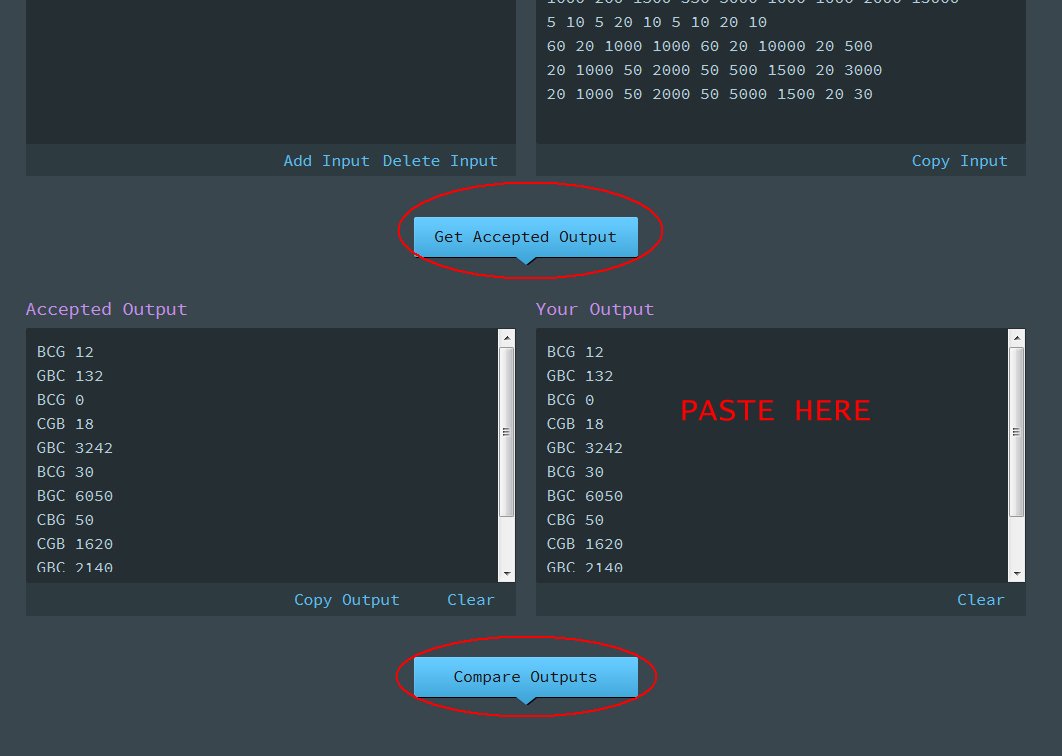 5 10 5 20 10 5 10 20 10
60 20 1000 1000 60 20 10000 20 500
20 1000 50 2000 50 500 1500 20 3000
20 1000 50 2000 50 5000 1500 20 30
Add Input Delete Input
Copy Input
Get Accepted Output
Accepted Output
BCG 12
GBC 132
BCG 0
CGB 18
GBC 3242
BCG 30
BGC 6050
CBG 50
CGB 1620
GBC 2140
Copy Output Clear
Your Output
BCG 12
GBC 132
BCG 0
CGB 18
GBC 3242
BCG 30
BGC 6050
CBG 50
CGB 1620
GBC 2140
PASTE HERE
Clear
Compare Outputs